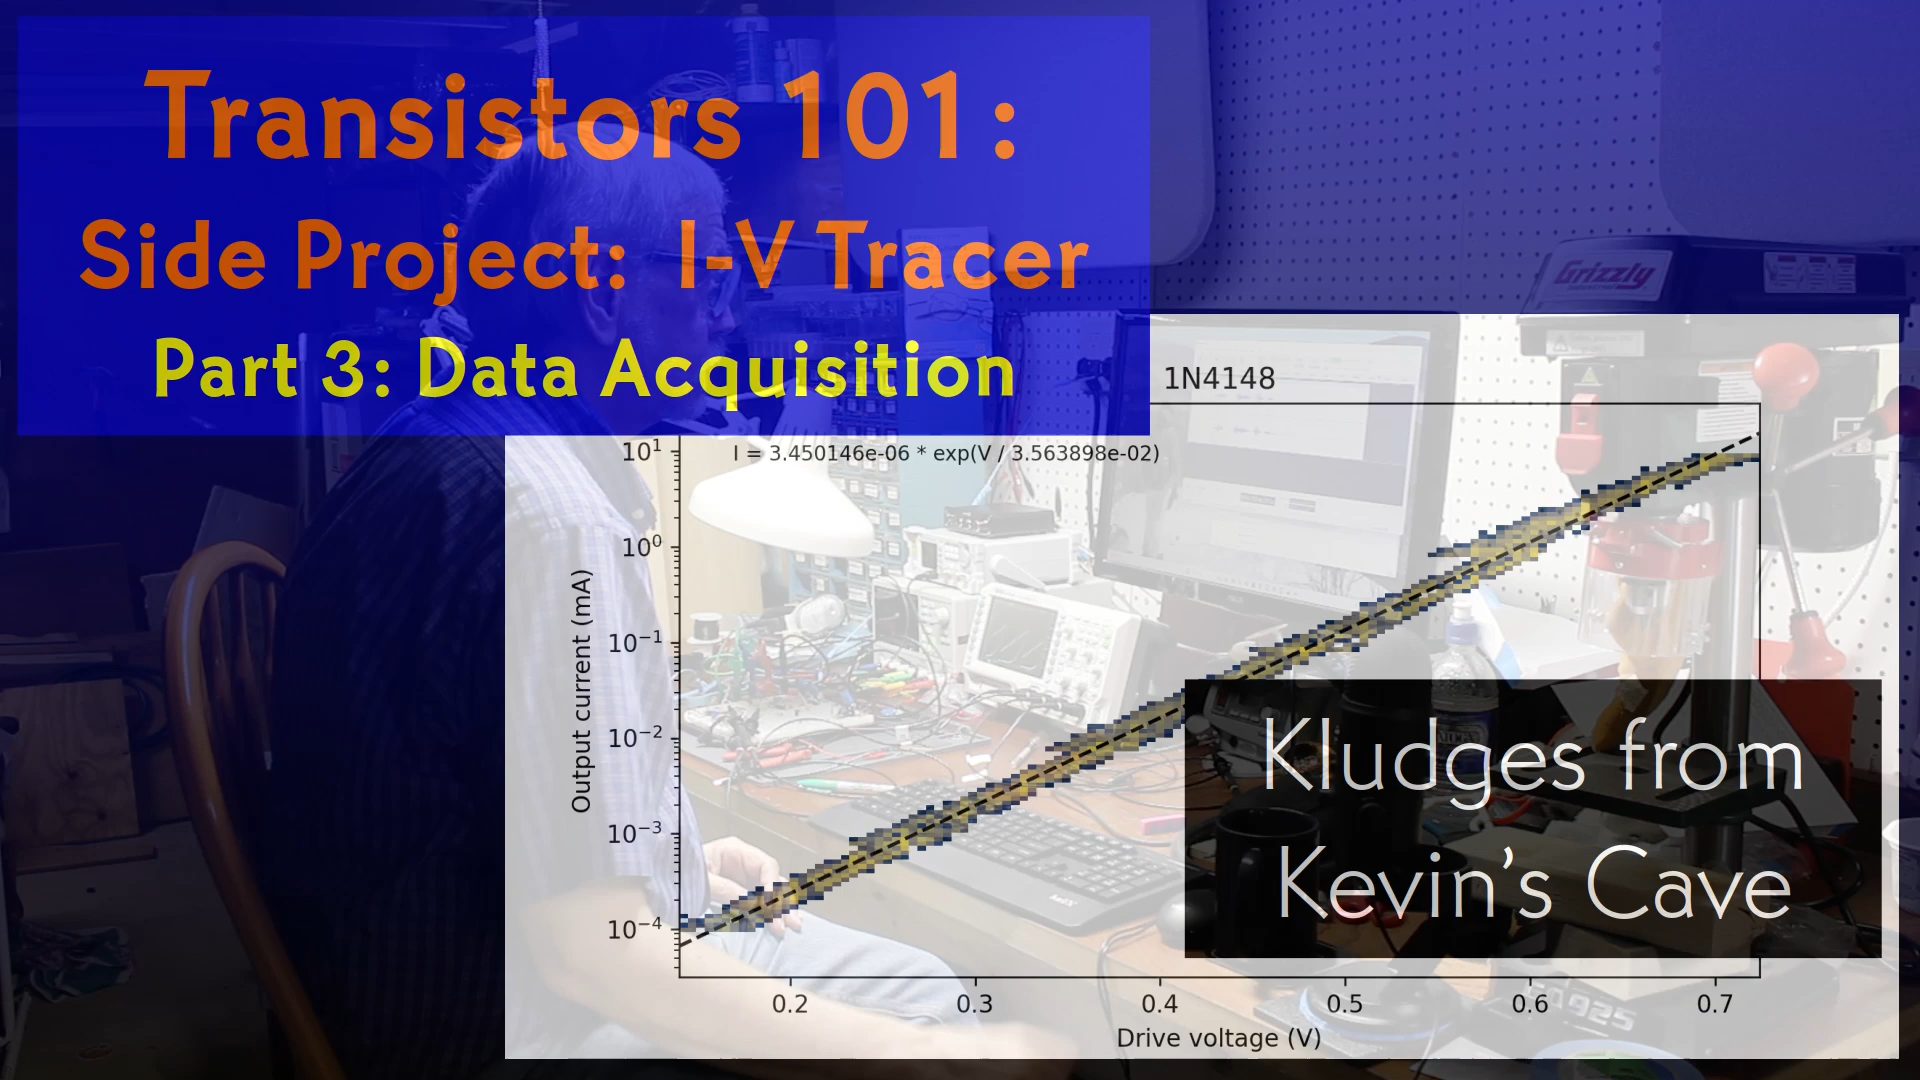 Transistors 101:
Side Project: I-V Tracer
Part 3: Data Acquisition
Grizzly
1N4148
I = 3.450146e-06 * exp(V / 3.563898e-02)
10¹
10⁰
10⁻¹
10⁻²
10⁻³
10⁻⁴
Output current (mA)
Kludges from
Kevin's Cave
0.2 0.3 0.4 0.5 0.6 0.7
Drive voltage (V)